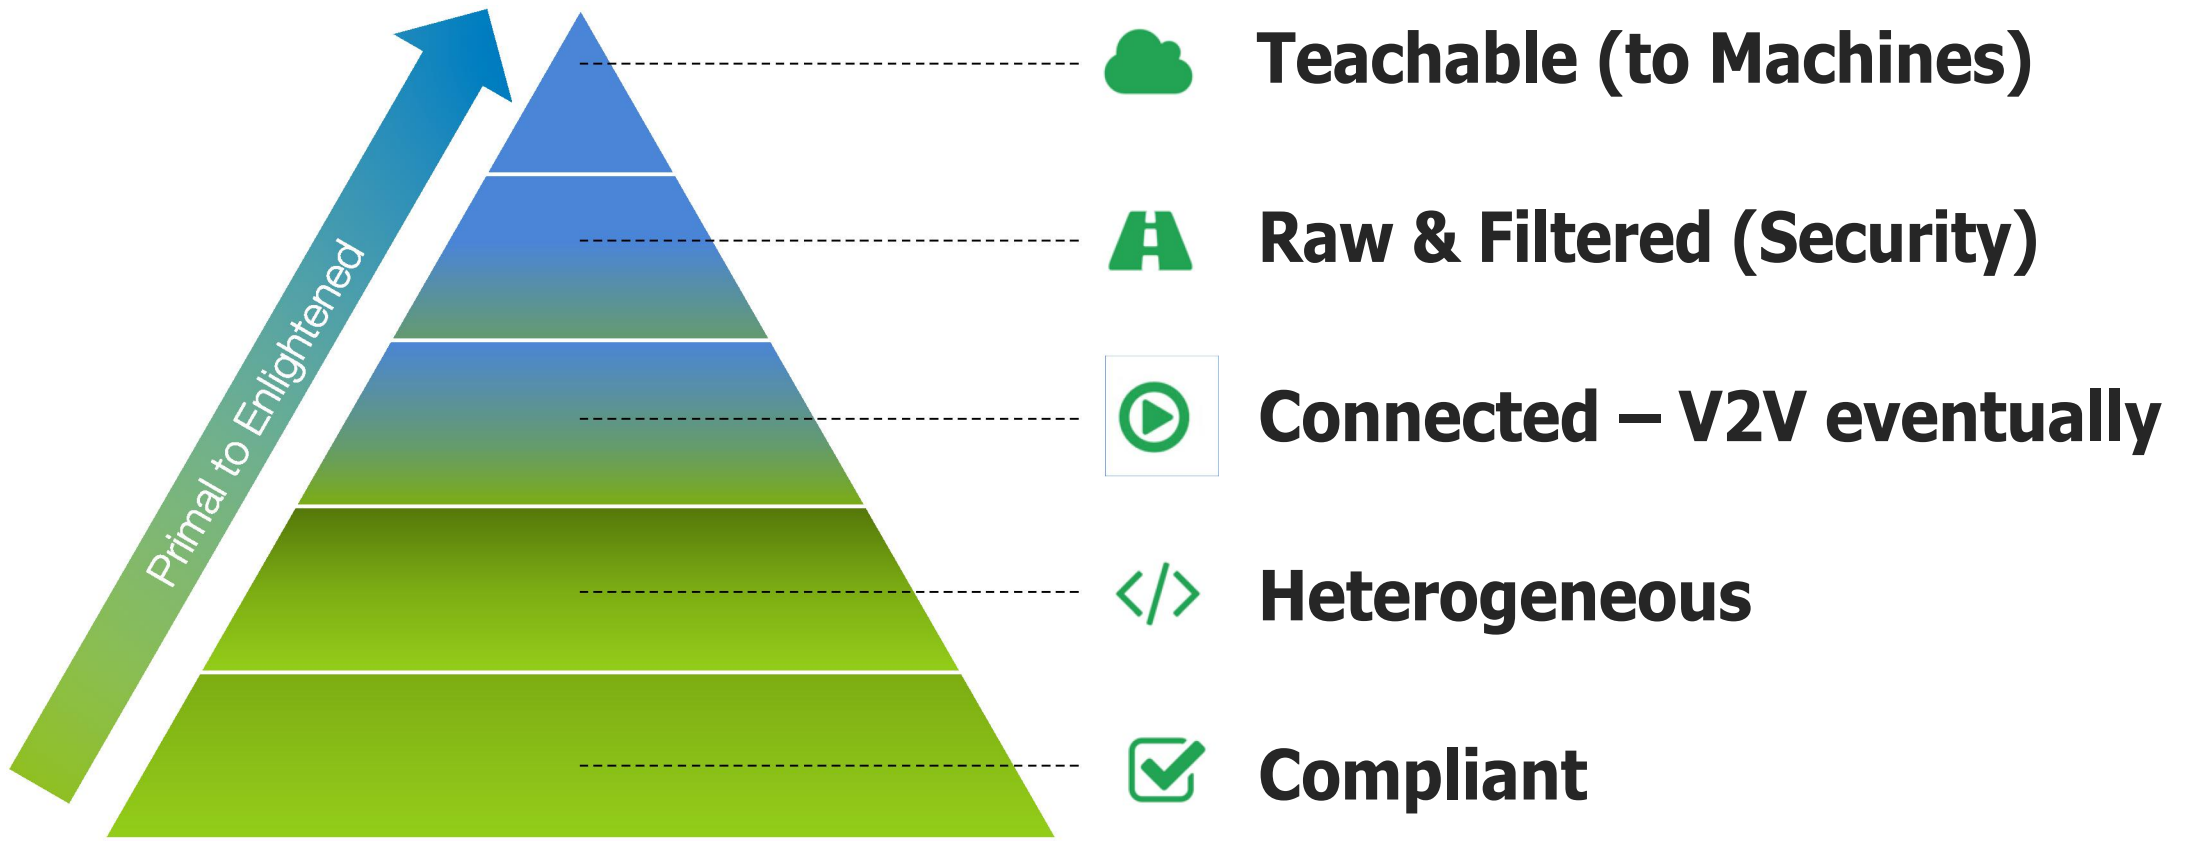 Primal to Enlightened
Teachable (to Machines)
Raw & Filtered (Security)
Connected – V2V eventually
Heterogeneous
Compliant